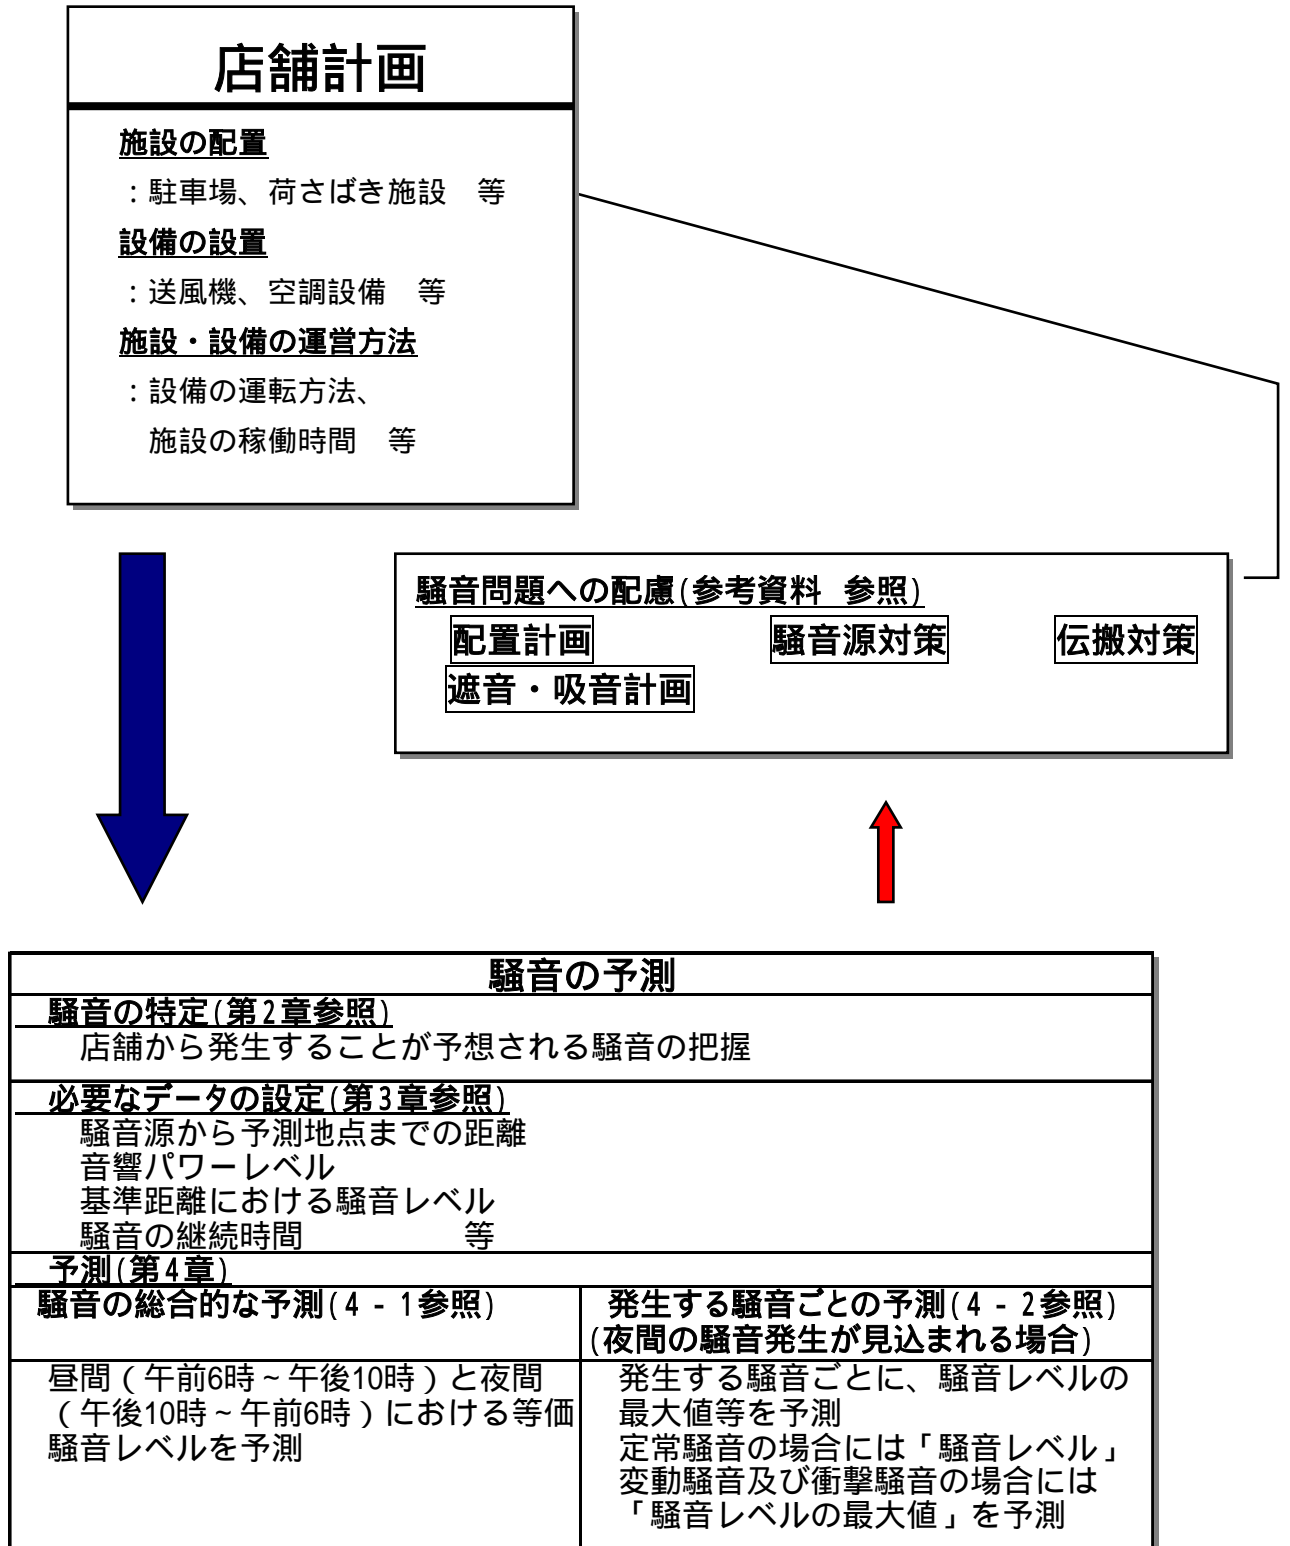 店舗計画
施設の配置
：駐車場、荷さばき施設　等
設備の設置
：送風機、空調設備　等
施設・設備の運営方法
：設備の運転方法、
施設の稼働時間　等
騒音問題への配慮(参考資料　参照)
配置計画　騒音源対策　伝搬対策
遮音・吸音計画
騒音の予測
騒音の特定(第2章参照)
店舗から発生することが予想される騒音の把握
必要なデータの設定(第3章参照)
騒音源から予測地点までの距離
音響パワーレベル
基準距離における騒音レベル
騒音の継続時間　等
予測(第4章)
騒音の総合的な予測(4－1参照)
昼間（午前6時～午後10時）と夜間
（午後10時～午前6時）における等価
騒音レベルを予測
発生する騒音ごとの予測(4－2参照)
(夜間の騒音発生が見込まれる場合)
発生する騒音ごとに、騒音レベルの
最大値等を予測
定常騒音の場合には「騒音レベル」
変動騒音及び衝撃騒音の場合には
「騒音レベルの最大値」を予測